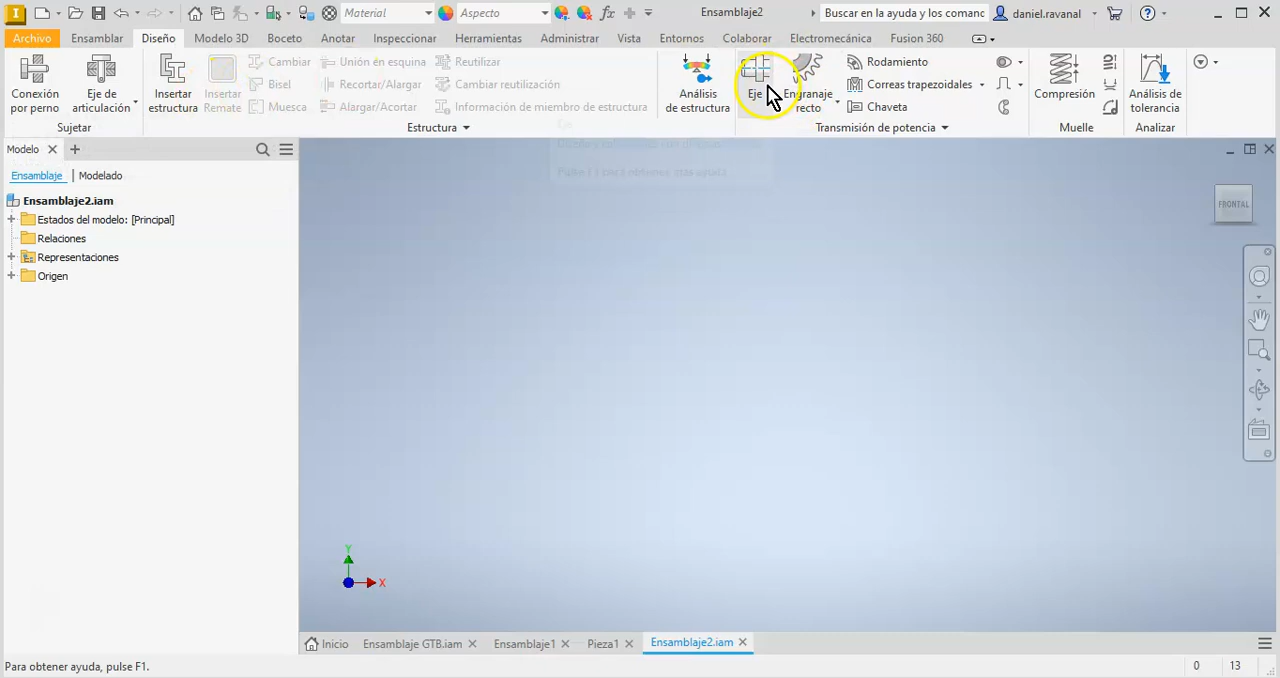 Material
Aspecto
Ensamblaje2
Buscar en la ayuda y los comanc
daniel.ravanal
Archivo Ensamblar Diseño Modelo 3D Boceto Anotar Inspeccionar Herramientas Administrar Vista Entornos Colaborar Electromecánica Fusion 360
Conexión por perno
Eje de articulación
Insertar estructura
Insertar Remate
Cambiar
Bisel
Muesca
Unión en esquina
Recortar/Alargar
Alargar/Acortar
Reutilizar
Cambiar reutilización
Información de miembro de estructura
Análisis de estructura
Eje
Engranaje recto
Rodamiento
Correas trapezoidales
Chaveta
Compresión
Análisis de tolerancia
Sujetar
Estructura
Transmisión de potencia
Muelle
Analizar
Modelo
Ensamblaje Modelado
Ensamblaje2.iam
Estados del modelo: [Principal]
Relaciones
Representaciones
Origen
FRONTAL
Y
X
Inicio Ensamblaje GTB.iam Ensamblaje1 Pieza1 Ensamblaje2.iam
Para obtener ayuda, pulse F1.
0 13